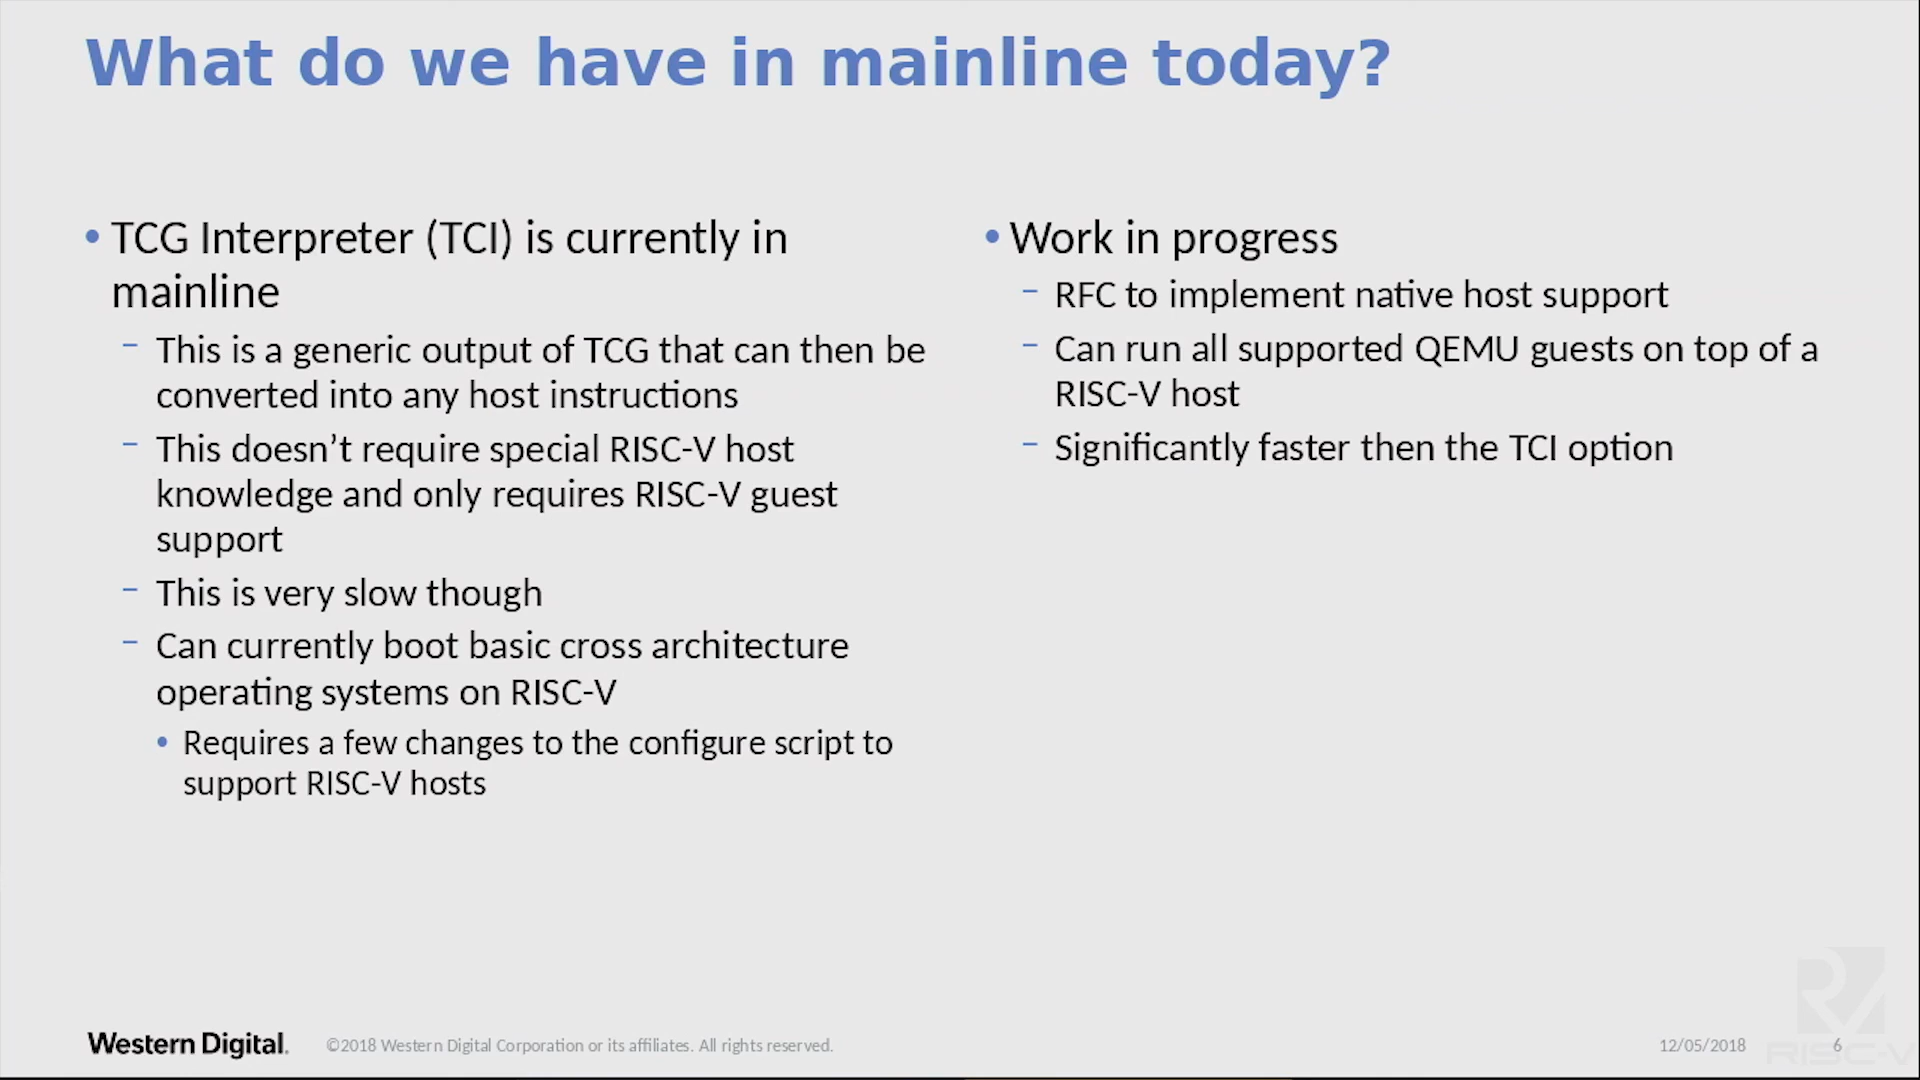 What do we have in mainline today?
• TCG Interpreter (TCI) is currently in
mainline
– This is a generic output of TCG that can then be
converted into any host instructions
– This doesn’t require special RISC-V host
knowledge and only requires RISC-V guest
support
– This is very slow though
– Can currently boot basic cross architecture
operating systems on RISC-V
• Requires a few changes to the configure script to
support RISC-V hosts
• Work in progress
– RFC to implement native host support
– Can run all supported QEMU guests on top of a
RISC-V host
– Significantly faster then the TCI option
Western Digital.
©2018 Western Digital Corporation or its affiliates. All rights reserved.
12/05/2018
6
RISC-V